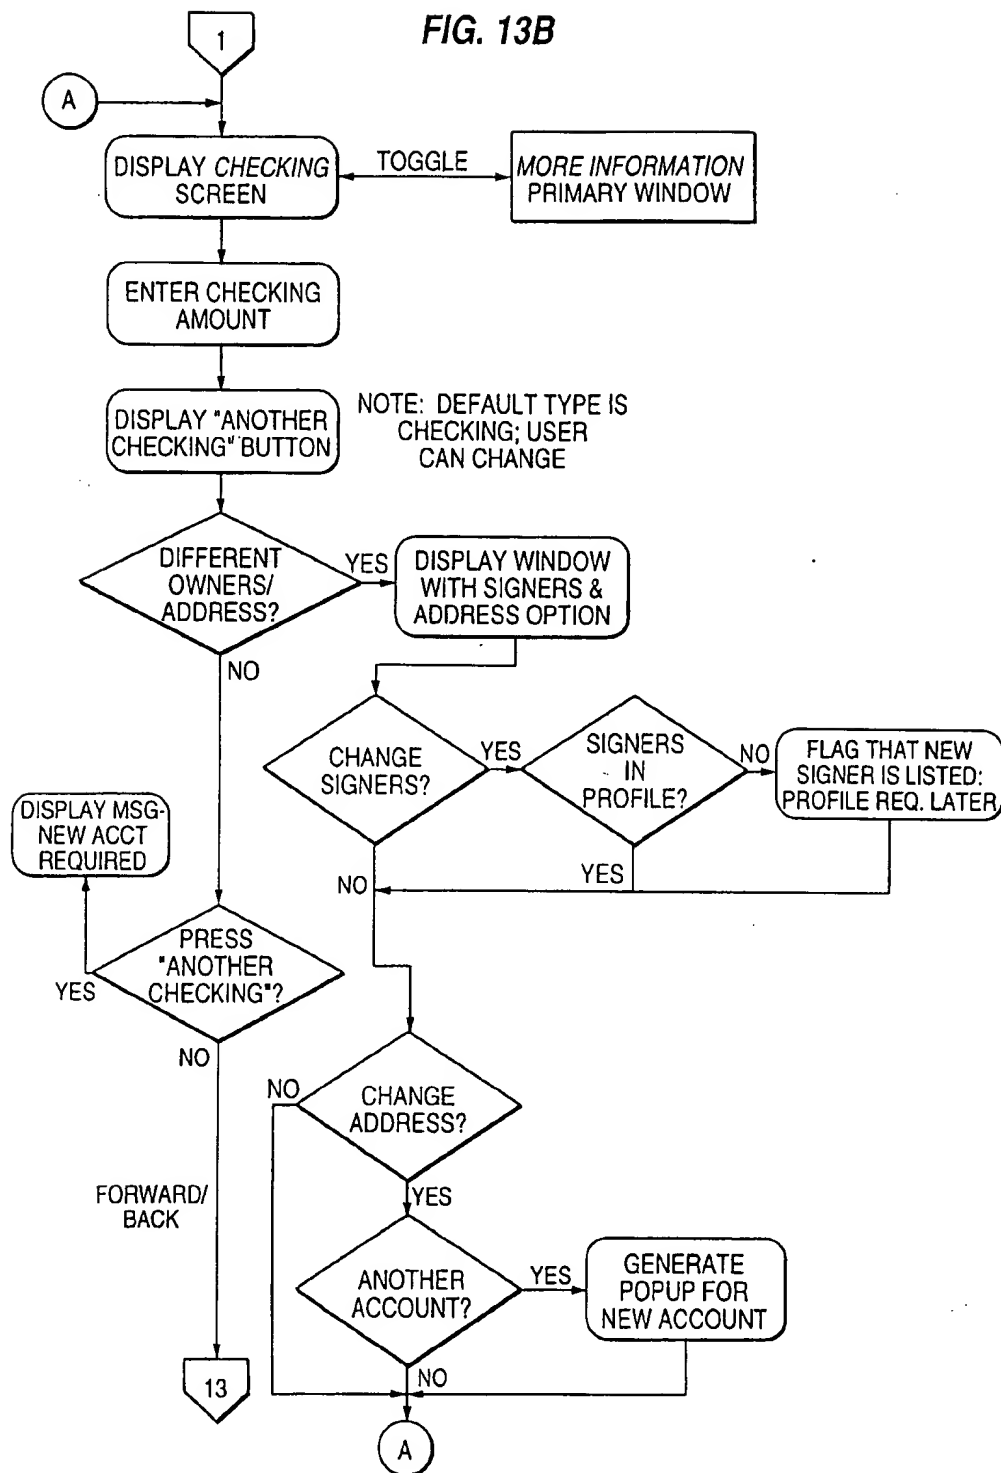 FIG. 13B
1
A
DISPLAY CHECKING
SCREEN
TOGGLE
MORE INFORMATION
PRIMARY WINDOW
ENTER CHECKING
AMOUNT
DISPLAY "ANOTHER
CHECKING" BUTTON
NOTE: DEFAULT TYPE IS
CHECKING; USER
CAN CHANGE
DIFFERENT
OWNERS/
ADDRESS?
YES
DISPLAY WINDOW
WITH SIGNERS &
ADDRESS OPTION
NO
CHANGE
SIGNERS?
YES
SIGNERS
IN
PROFILE?
NO
FLAG THAT NEW
SIGNER IS LISTED:
PROFILE REQ. LATER
DISPLAY MSG-
NEW ACCT
REQUIRED
NO
YES
PRESS
"ANOTHER
CHECKING"?
YES
NO
CHANGE
ADDRESS?
NO
YES
FORWARD/
BACK
ANOTHER
ACCOUNT?
YES
GENERATE
POPUP FOR
NEW ACCOUNT
NO
13
A